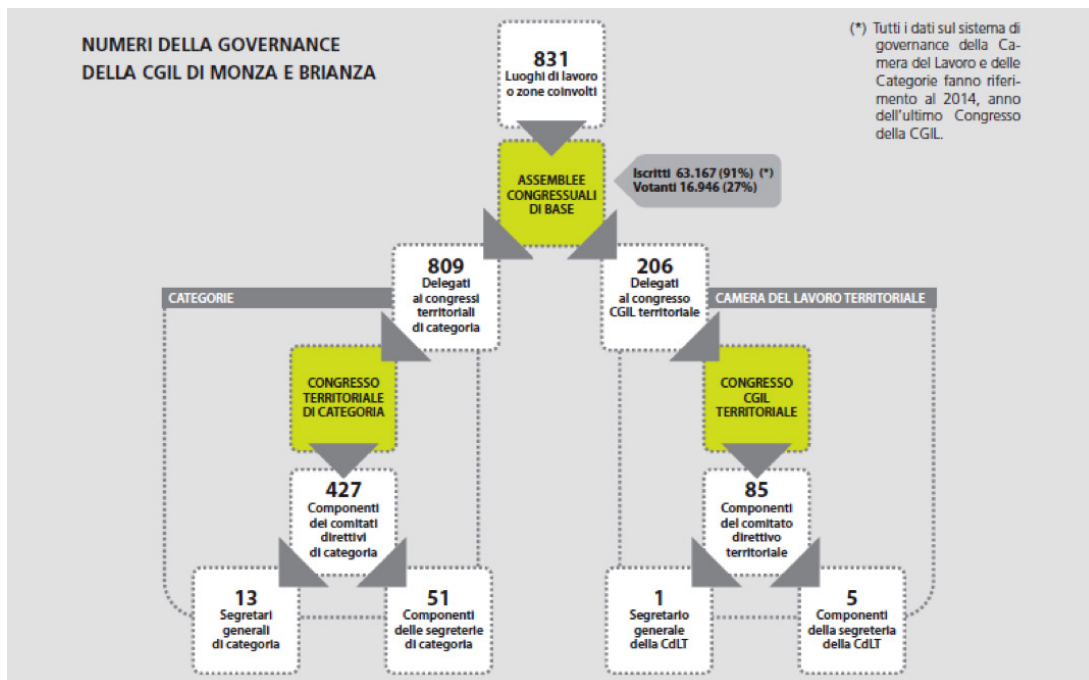 NUMERI DELLA GOVERNANCE
DELLA CGIL DI MONZA E BRIANZA
(*) Tutti i dati sul sistema di
governance della Ca-
mera del Lavoro e delle
Categorie fanno riferi-
mento al 2014, anno
dell'ultimo Congresso
della CGIL.
831
Luoghi di lavoro
o zone coinvolti
ASSEMBLEE
CONGRESSUALI
DI BASE
Iscritti 63.167 (91%) (*)
Votanti 16.946 (27%)
809
Delegati
ai congressi
territoriali
di categoria
206
Delegati
al congresso
CGIL territoriale
CATEGORIE
CAMERA DEL LAVORO TERRITORIALE
CONGRESSO
TERRITORIALE
DI CATEGORIA
CONGRESSO
CGIL
TERRITORIALE
427
Componenti
dei comitati
direttivi
di categoria
85
Componenti
del comitato
direttivo
territoriale
13
Segretari
generali
di categoria
51
Componenti
delle segreterie
di categoria
1
Segretario
generale
della CdLT
5
Componenti
della segreteria
della CdLT